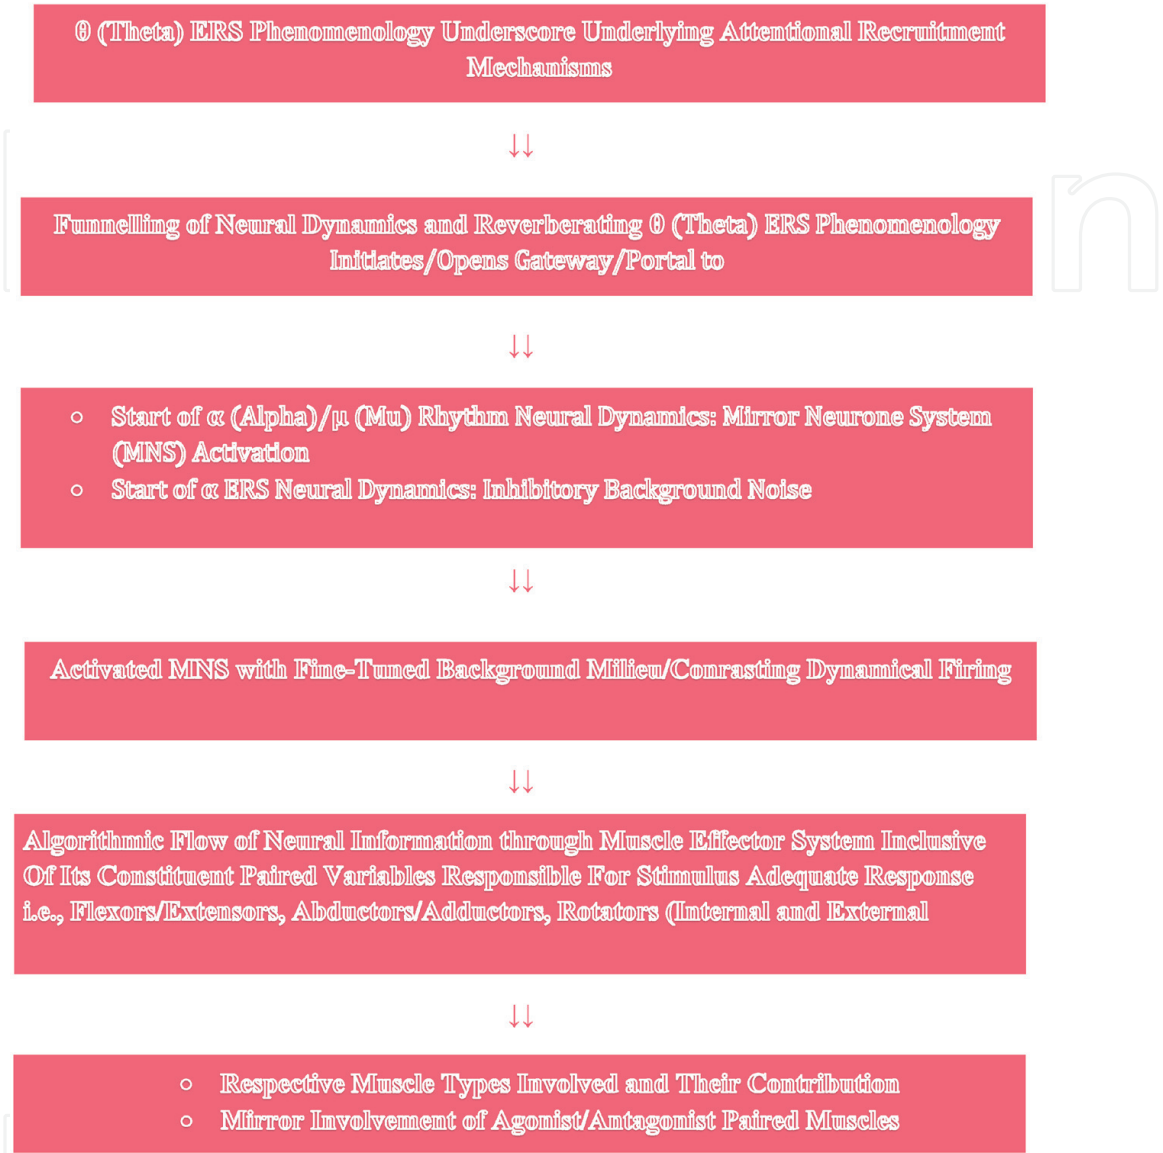 θ (Theta) ERS Phenomenology Underscore Underlying Attentional Recruitment
Mechanisms
↓↓
Funnelling of Neural Dynamics and Reverberating θ (Theta) ERS Phenomenology
Initiates/Opens Gateway/Portal to
↓↓
○ Start of α (Alpha)/μ (Mu) Rhythm Neural Dynamics: Mirror Neurone System
(MNS) Activation
○ Start of α ERS Neural Dynamics: Inhibitory Background Noise
↓↓
Activated MNS with Fine-Tuned Background Milieu/Conrasting Dynamical Firing
↓↓
Algorithmic Flow of Neural Information through Muscle Effector System Inclusive
Of Its Constituent Paired Variables Responsible For Stimulus Adequate Response
i.e., Flexors/Extensors, Abductors/Adductors, Rotators (Internal and External
↓↓
○ Respective Muscle Types Involved and Their Contribution
○ Mirror Involvement of Agonist/Antagonist Paired Muscles